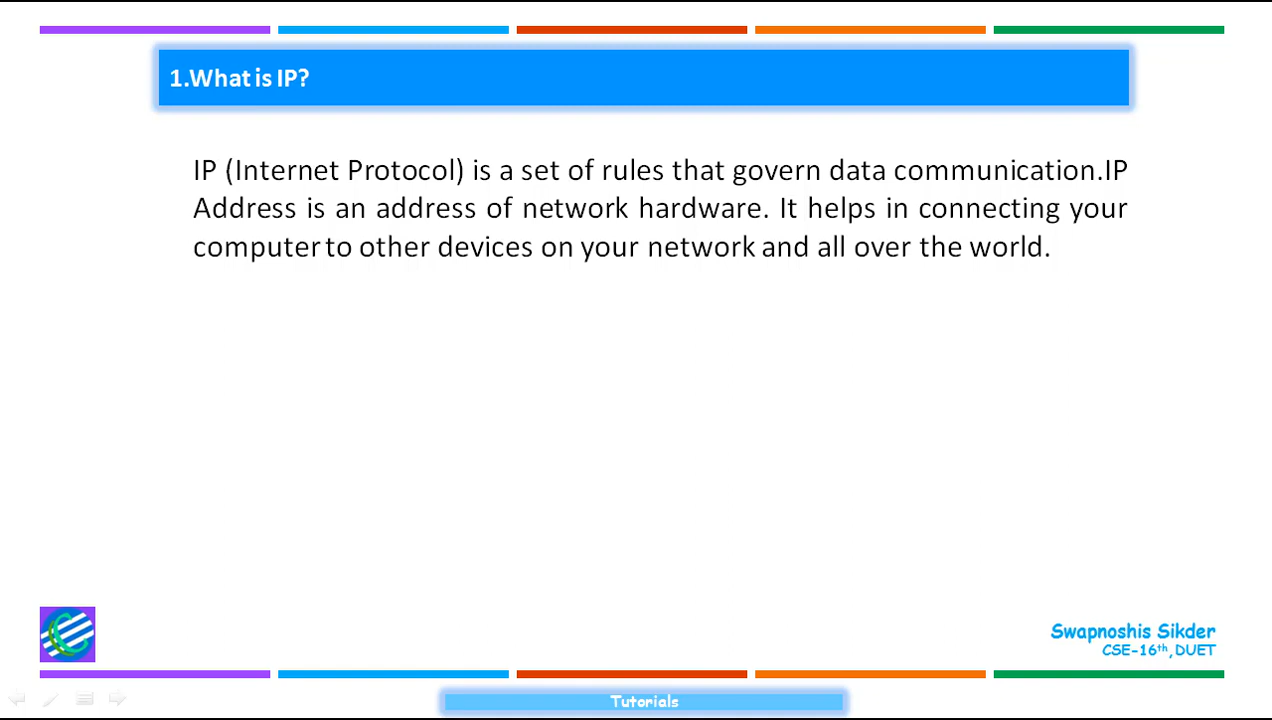 1.What is IP?
IP (Internet Protocol) is a set of rules that govern data communication.IP
Address is an address of network hardware. It helps in connecting your
computer to other devices on your network and all over the world.
Swapnoshis Sikder
CSE-16th,DUET
Tutorials